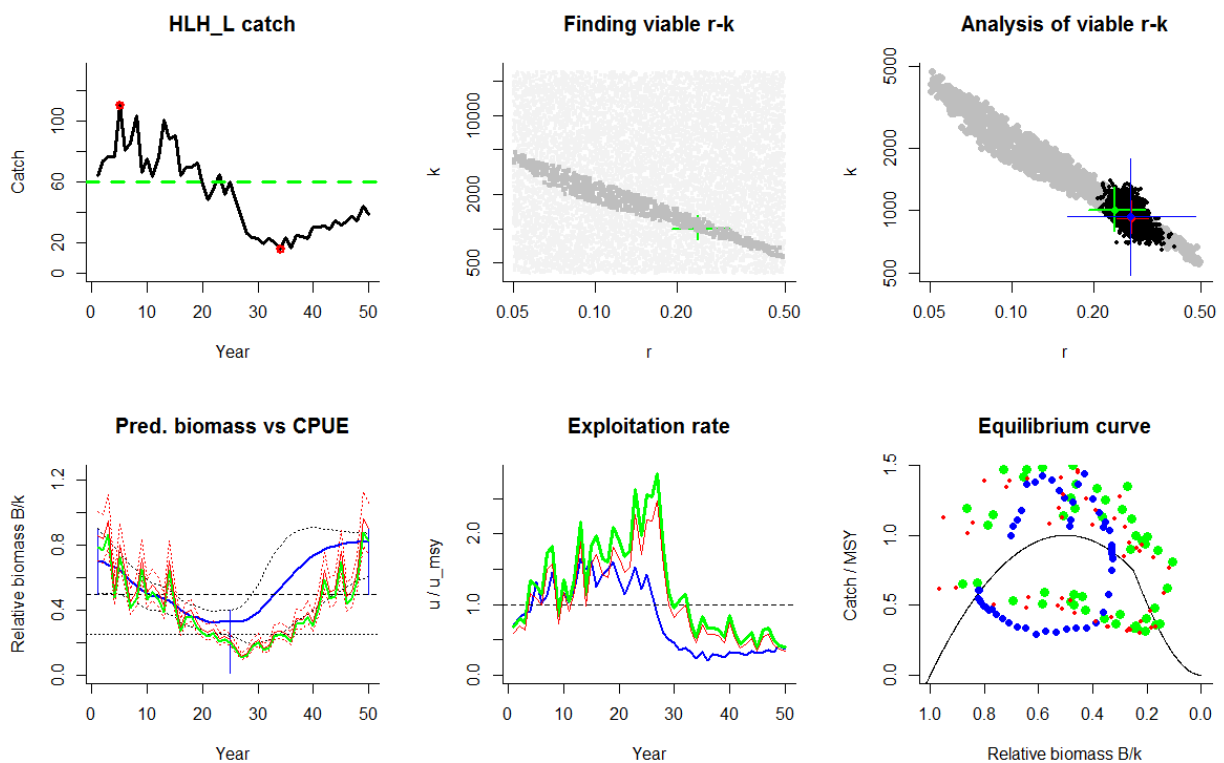 HLH_L catch
Catch
0 20 60 100
0 10 20 30 40 50
Year
Finding viable r-k
k
500 2000 10000
0.05 0.10 0.20 0.50
r
Analysis of viable r-k
k
500 1000 2000 5000
0.05 0.10 0.20 0.50
r
Pred. biomass vs CPUE
Relative biomass B/k
0.0 0.4 0.8 1.2
0 10 20 30 40 50
Year
Exploitation rate
u / u_msy
0.0 1.0 2.0
0 10 20 30 40 50
Year
Equilibrium curve
Catch / MSY
0.0 0.5 1.0 1.5
1.0 0.8 0.6 0.4 0.2 0.0
Relative biomass B/k